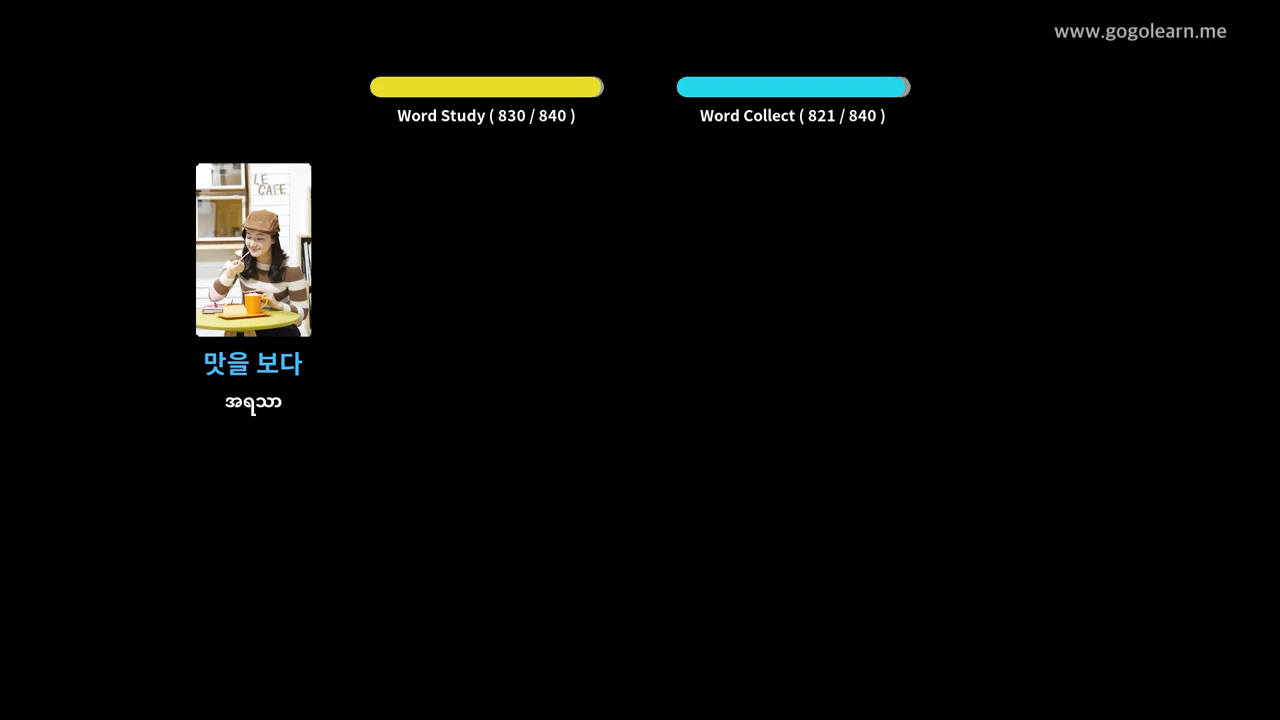 www.gogolearn.me
Word Study ( 830 / 840 )
Word Collect ( 821 / 840 )
LE
CAFE
맛을 보다
အရသာ